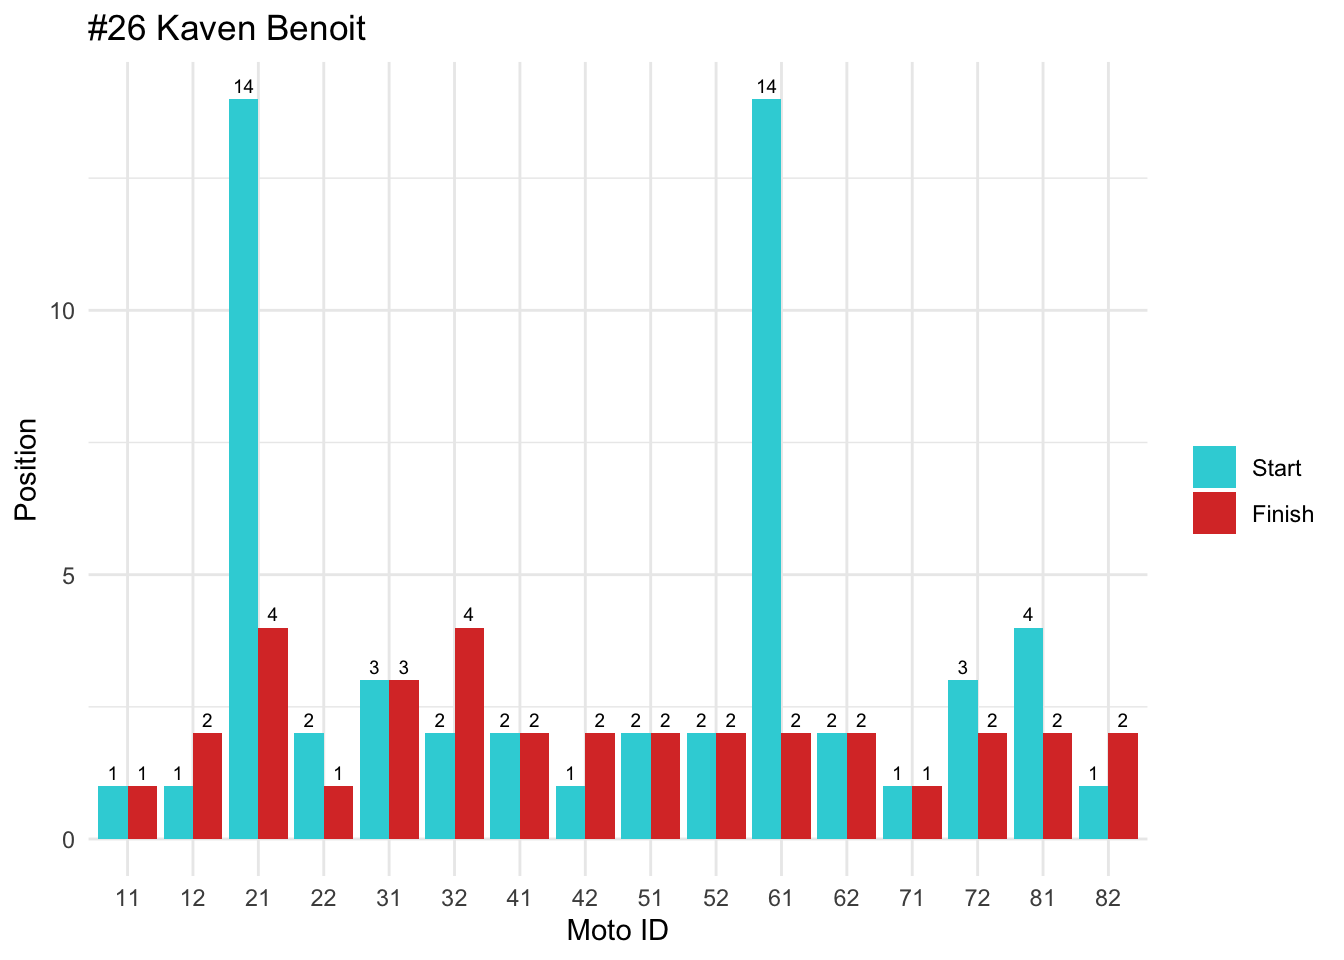 #26 Kaven Benoit
14 14
10
Position
Start
Finish
5
4 4 4
3 3 3
2 2 2 2 2 2 2 2 2 2 2 2 2 2 2 2
1 1 1 1 1 1 1 1
0
11 12 21 22 31 32 41 42 51 52 61 62 71 72 81 82
Moto ID